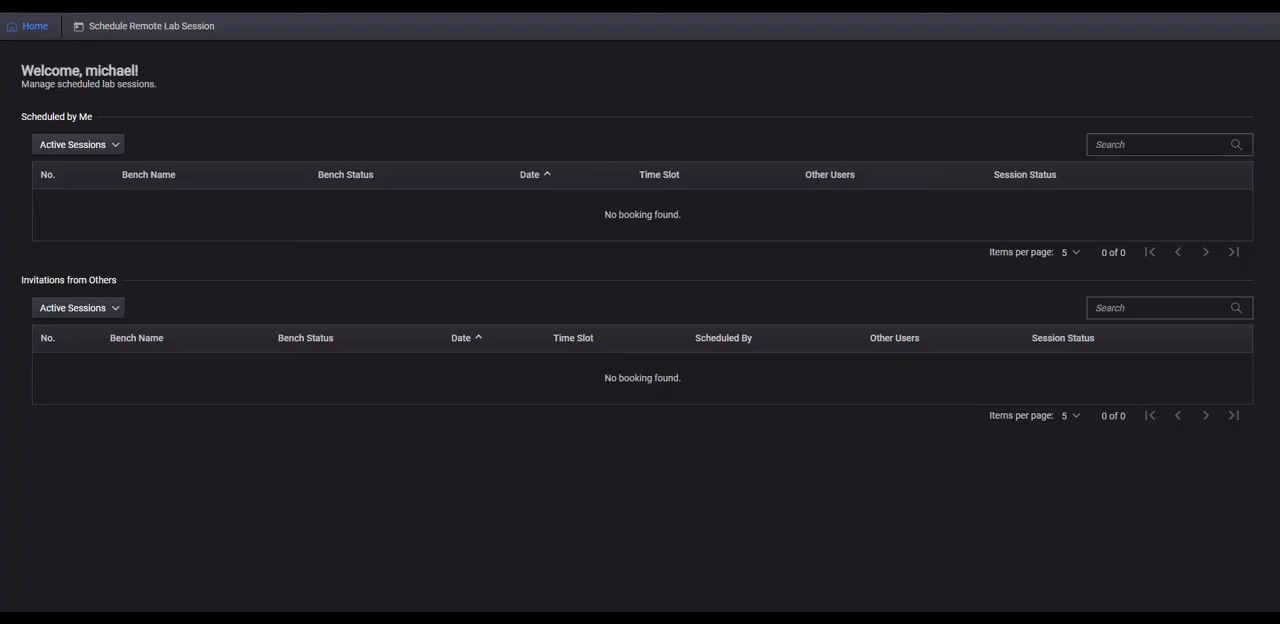 Home Schedule Remote Lab Session
Welcome, michael!
Manage scheduled lab sessions.
Scheduled by Me
Active Sessions Search
No. Bench Name Bench Status Date Time Slot Other Users Session Status
No booking found.
Items per page: 5 0 of 0
Invitations from Others
Active Sessions Search
No. Bench Name Bench Status Date Time Slot Scheduled By Other Users Session Status
No booking found.
Items per page: 5 0 of 0